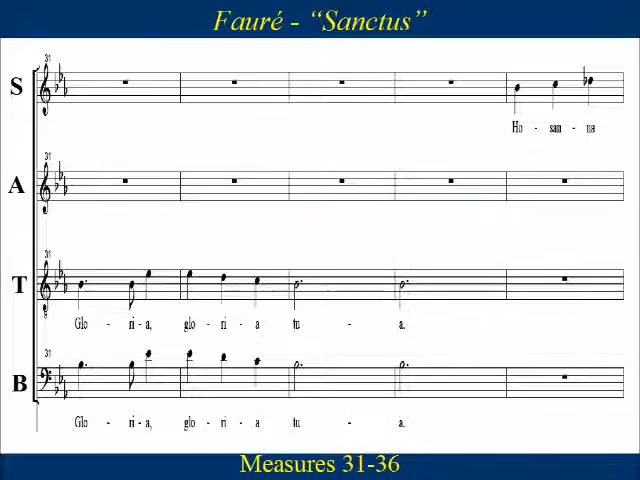 Fauré - “Sanctus”
31
S
Ho - san - na
31
A
31
T
Glo - ri - a, glo - ri - a tu - a.
31
B
Glo - ri - a, glo - ri - a tu - a.
Measures 31-36